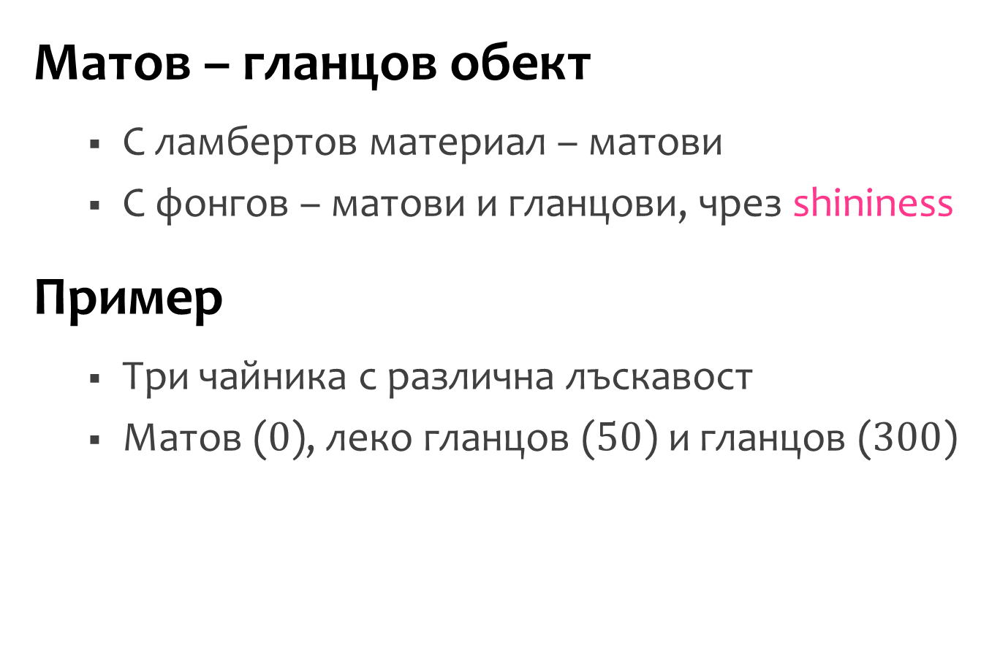 Матов – гланцов обект
▪ С ламбертов материал – матови
▪ С фонгов – матови и гланцови, чрез shininess
Пример
▪ Три чайника с различна лъскавост
▪ Матов (0), леко гланцов (50) и гланцов (300)